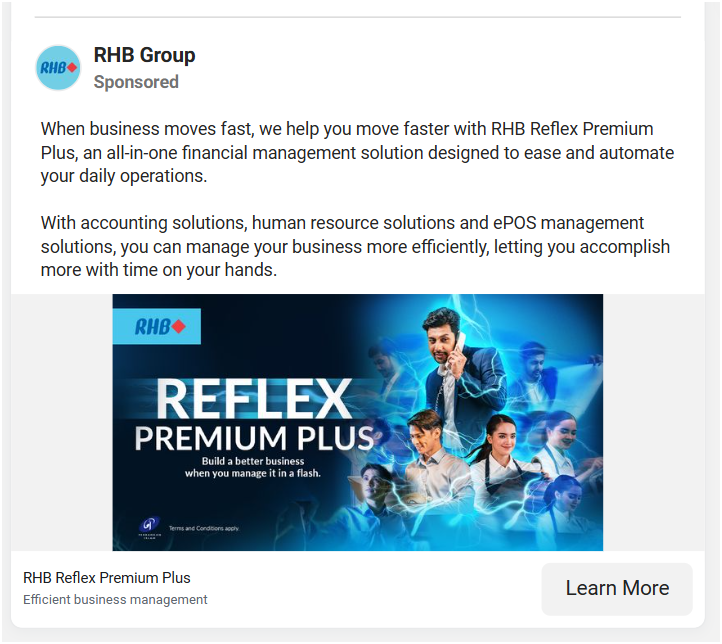 RHB
RHB Group
Sponsored
When business moves fast, we help you move faster with RHB Reflex Premium
Plus, an all-in-one financial management solution designed to ease and automate
your daily operations.
With accounting solutions, human resource solutions and ePOS management
solutions, you can manage your business more efficiently, letting you accomplish
more with time on your hands.
RHB
REFLEX
PREMIUM PLUS
Build a better business
when you manage it in a flash.
Terms and Conditions apply.
RHB Reflex Premium Plus
Efficient business management
Learn More